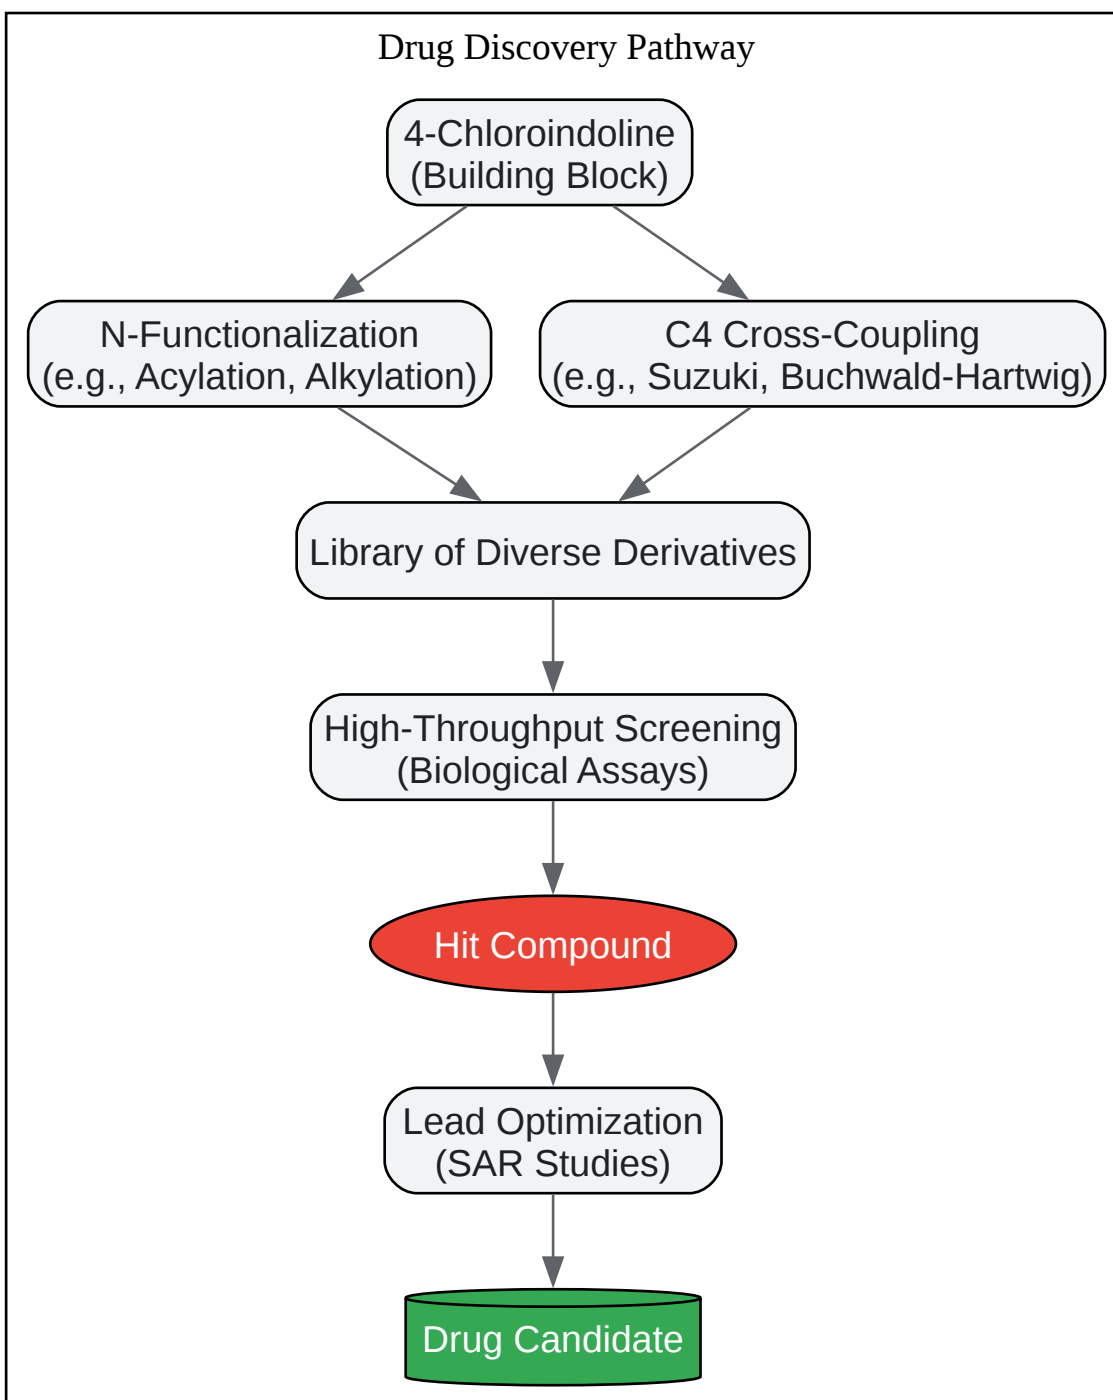 Drug Discovery Pathway
4-Chloroindoline
(Building Block)
N-Functionalization
(e.g., Acylation, Alkylation)
C4 Cross-Coupling
(e.g., Suzuki, Buchwald-Hartwig)
Library of Diverse Derivatives
High-Throughput Screening
(Biological Assays)
Hit Compound
Lead Optimization
(SAR Studies)
Drug Candidate